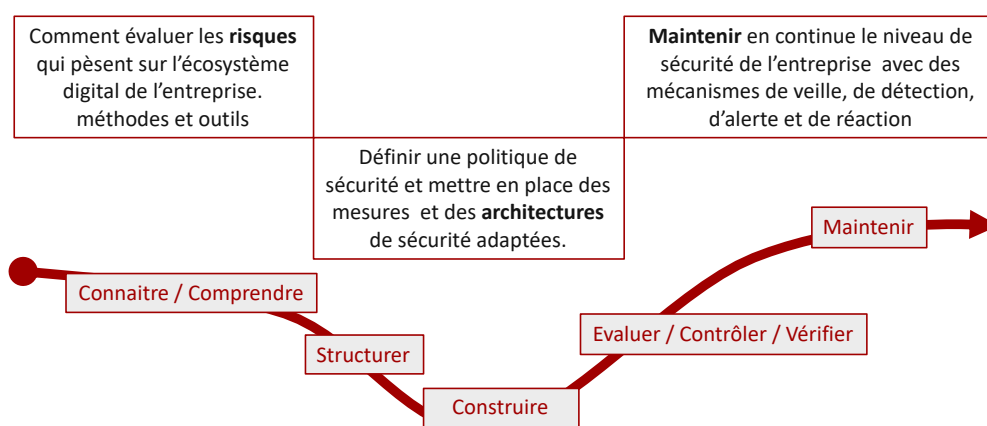 Comment évaluer les risques
qui pèsent sur l'écosystème
digital de l'entreprise.
méthodes et outils
Maintenir en continue le niveau de
sécurité de l'entreprise  avec des
mécanismes de veille, de détection,
d'alerte et de réaction
Définir une politique de
sécurité et mettre en place des
mesures  et des architectures
de sécurité adaptées.
Maintenir
Connaitre / Comprendre
Evaluer / Contrôler / Vérifier
Structurer
Construire